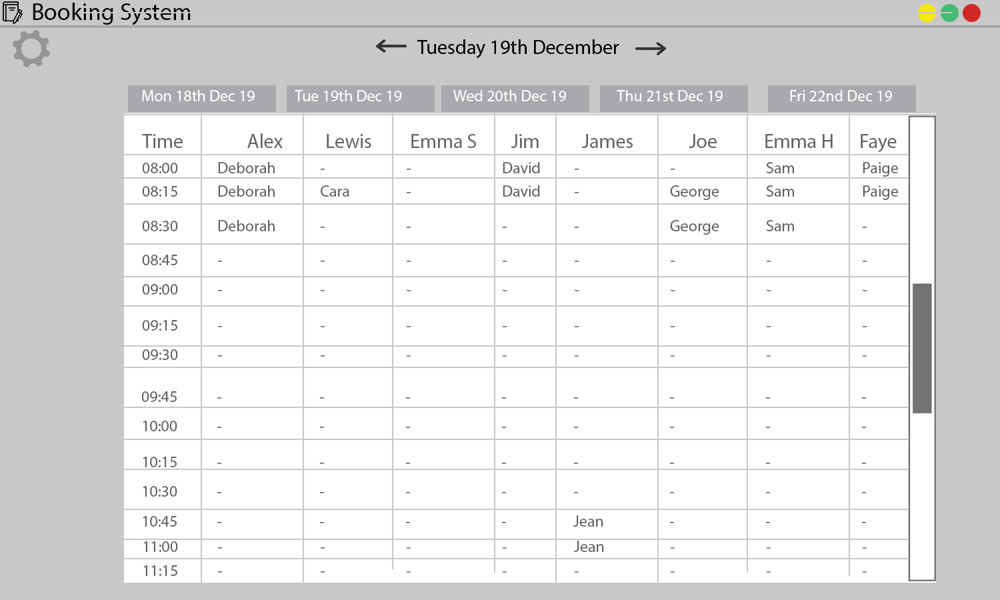 Booking System
Tuesday 19th December
Mon 18th Dec 19 Tue 19th Dec 19 Wed 20th Dec 19 Thu 21st Dec 19 Fri 22nd Dec 19
Time Alex Lewis Emma S Jim James Joe Emma H Faye
08:00 Deborah - - David - - Sam Paige
08:15 Deborah Cara - David - George Sam Paige
08:30 Deborah - - - - George Sam -
08:45 - - - - - - - -
09:00 - - - - - - - -
09:15 - - - - - - - -
09:30 - - - - - - - -
09:45 - - - - - - - -
10:00 - - - - - - - -
10:15 - - - - - - - -
10:30 - - - - - - - -
10:45 - - - - Jean - - -
11:00 - - - - Jean - - -
11:15 - - - - - - - -